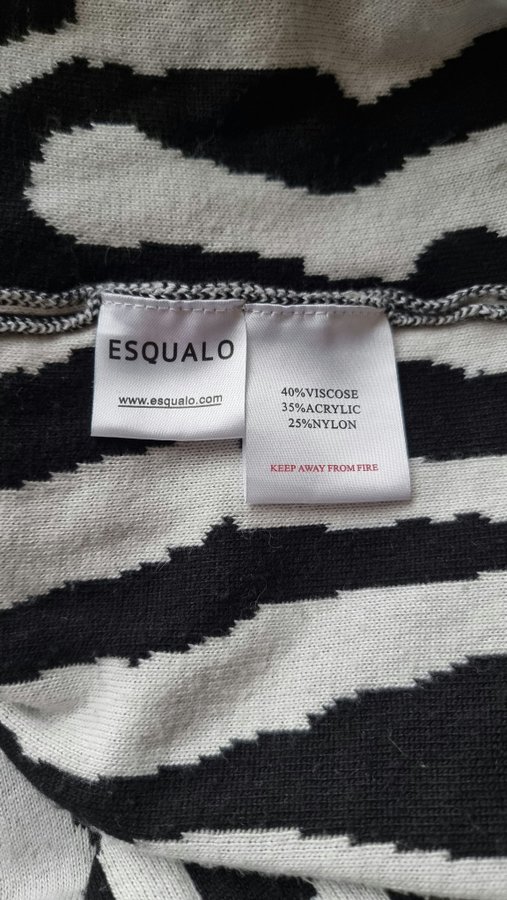 ESQUALO
www.esqualo.com
40%VISCOSE
35%ACRYLIC
25%NYLON
KEEP AWAY FROM FIRE